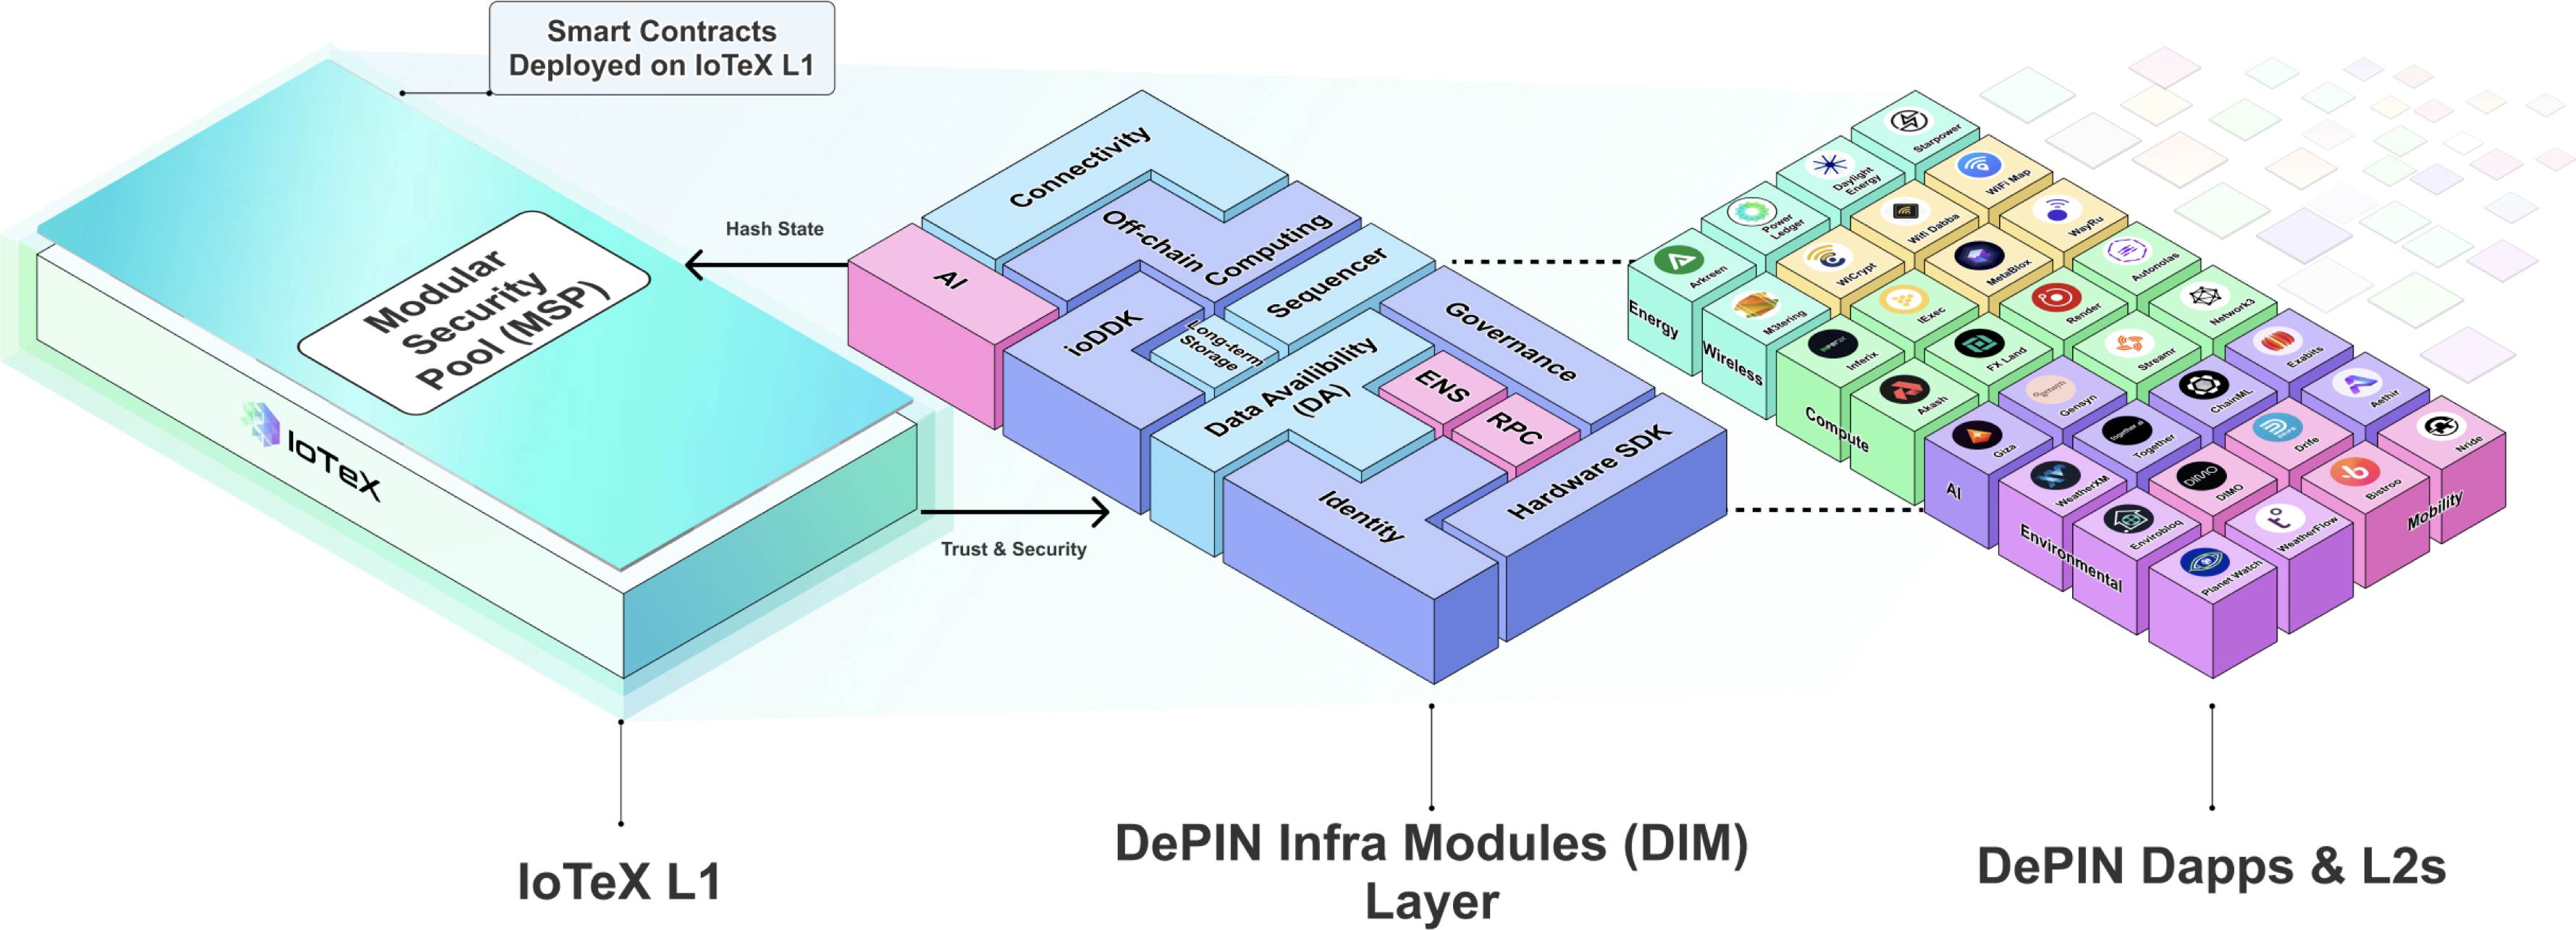 Smart Contracts
Deployed on IoTeX L1
Modular
Security
Pool (MSP)
IoTeX
Hash State
Trust & Security
Connectivity
Off-chain Computing
AI
ioDDK
Long-term
Storage
Sequencer
Governance
Data Availibility
(DA)
ENS
RPC
Identity
Hardware SDK
Starpower
Daylight
Energy
WiFi Map
Power
Ledger
Wifi Dabba
WayRu
Arkreen
WiCrypt
MetaBlox
Autonolas
Energy
M3tering
IExec
Render
Network3
Wireless
Inferix
FX Land
Streamr
Exabits
Compute
Akash
Gensyn
ChainML
Aethir
Giza
together.ai
Together
Drife
Nride
AI
WeatherXM
DIMO
DIMO
Bistroo
Mobility
Environmental
Envirobloq
WeatherFlow
Planet Watch
IoTeX L1
DePIN Infra Modules (DIM)
Layer
DePIN Dapps & L2s